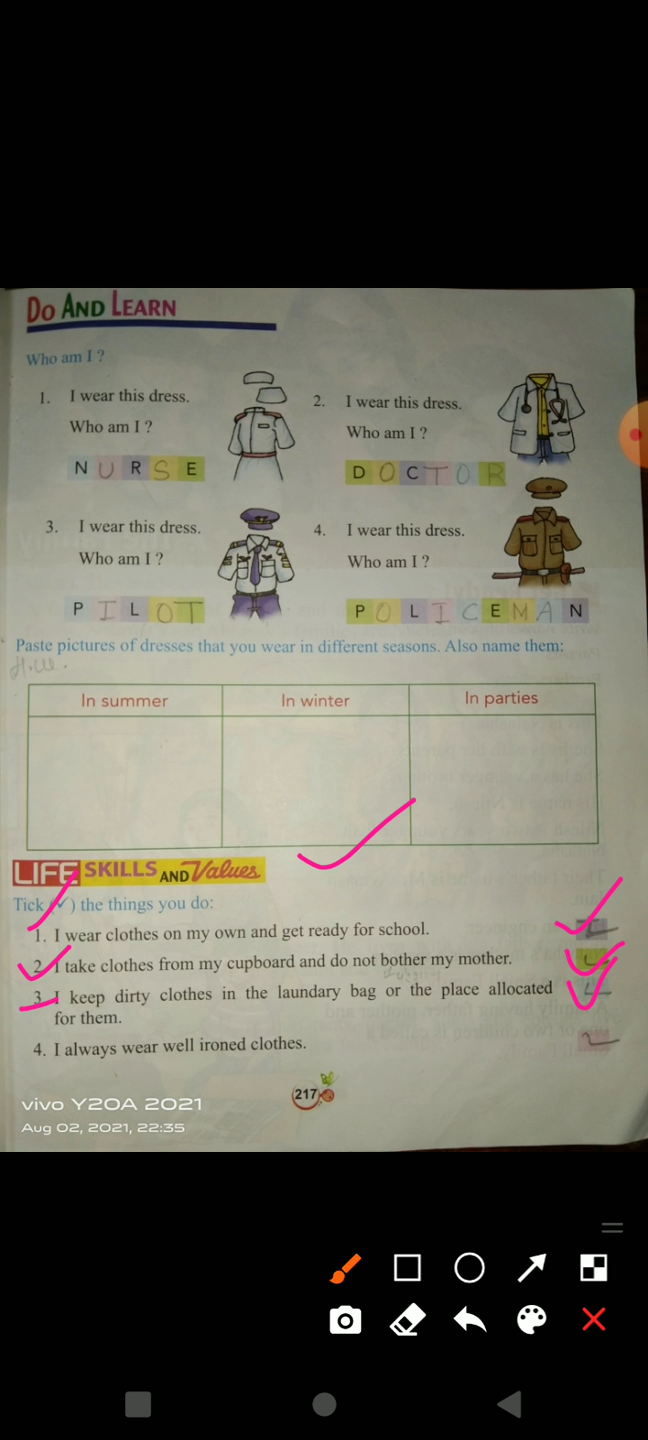 DO AND LEARN
Who am I ?
1. I wear this dress.
Who am I ?
NURSE
2. I wear this dress.
Who am I ?
DOCTOR
3. I wear this dress.
Who am I ?
PILOT
4. I wear this dress.
Who am I ?
POLICEMAN
Paste pictures of dresses that you wear in different seasons. Also name them:
H.W.
In summer In winter In parties
LIFE SKILLS AND Values
Tick (✓) the things you do:
1. I wear clothes on my own and get ready for school.
2. I take clothes from my cupboard and do not bother my mother.
3. I keep dirty clothes in the laundary bag or the place allocated
for them.
4. I always wear well ironed clothes.
217
vivo Y20A 2021
Aug 02, 2021, 22:35